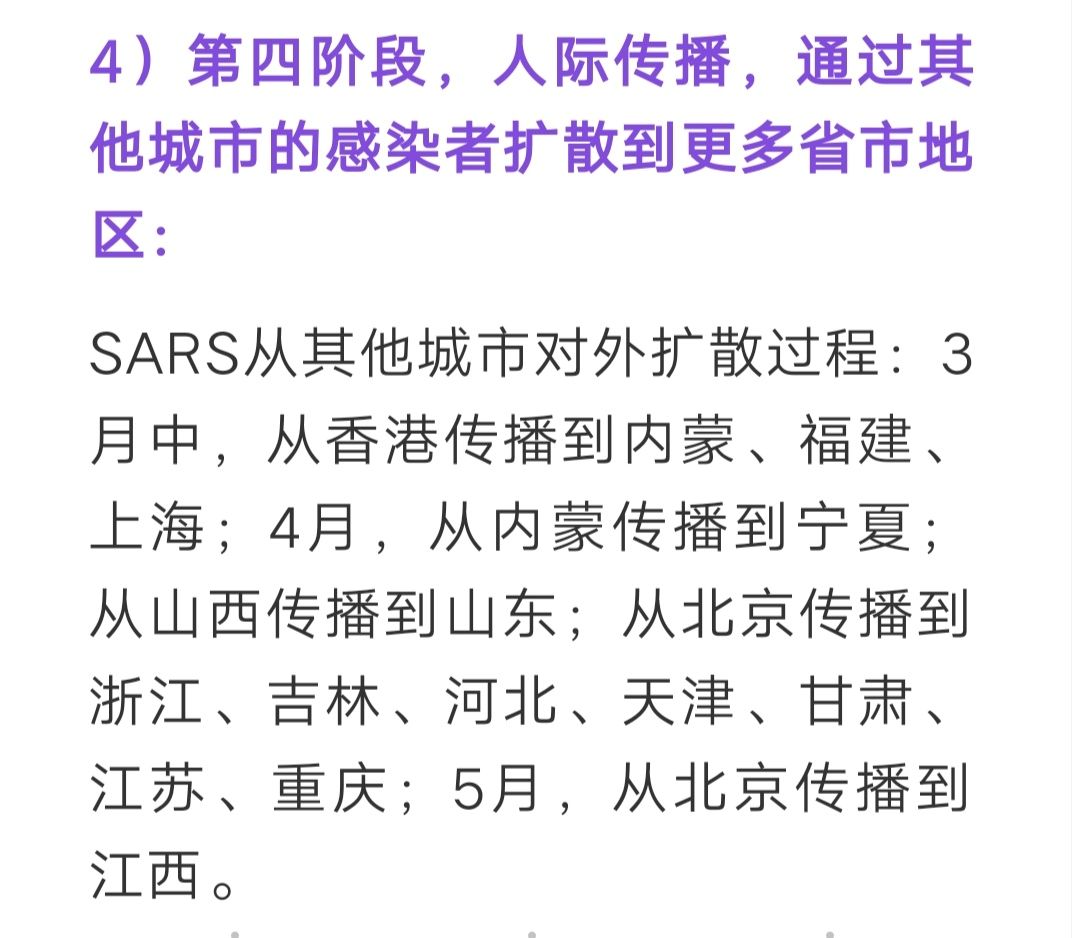 4）第四阶段，人际传播，通过其
他城市的感染者扩散到更多省市地
区：
SARS从其他城市对外扩散过程：3
月中，从香港传播到内蒙、福建、
上海；4月，从内蒙传播到宁夏；
从山西传播到山东；从北京传播到
浙江、吉林、河北、天津、甘肃、
江苏、重庆；5月，从北京传播到
江西。